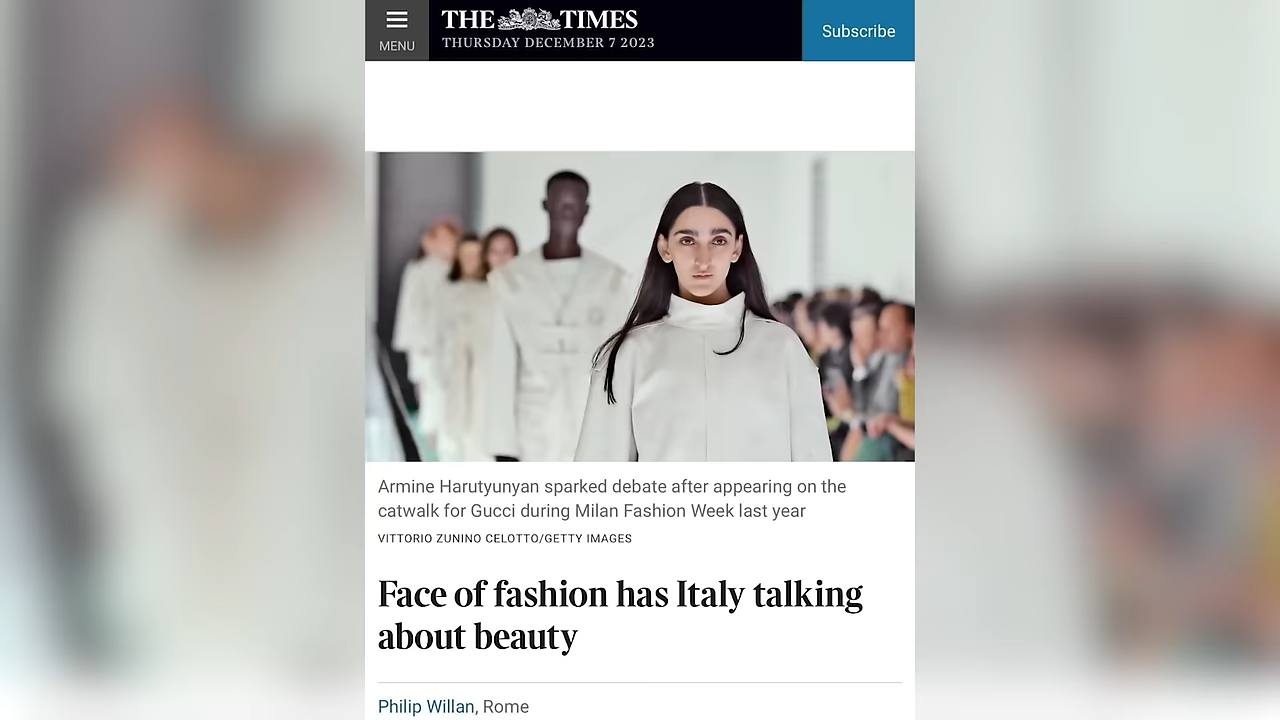 THE TIMES
THURSDAY DECEMBER 7 2023
MENU
Subscribe
Armine Harutyunyan sparked debate after appearing on the
catwalk for Gucci during Milan Fashion Week last year
VITTORIO ZUNINO CELOTTO/GETTY IMAGES
Face of fashion has Italy talking
about beauty
Philip Willan, Rome